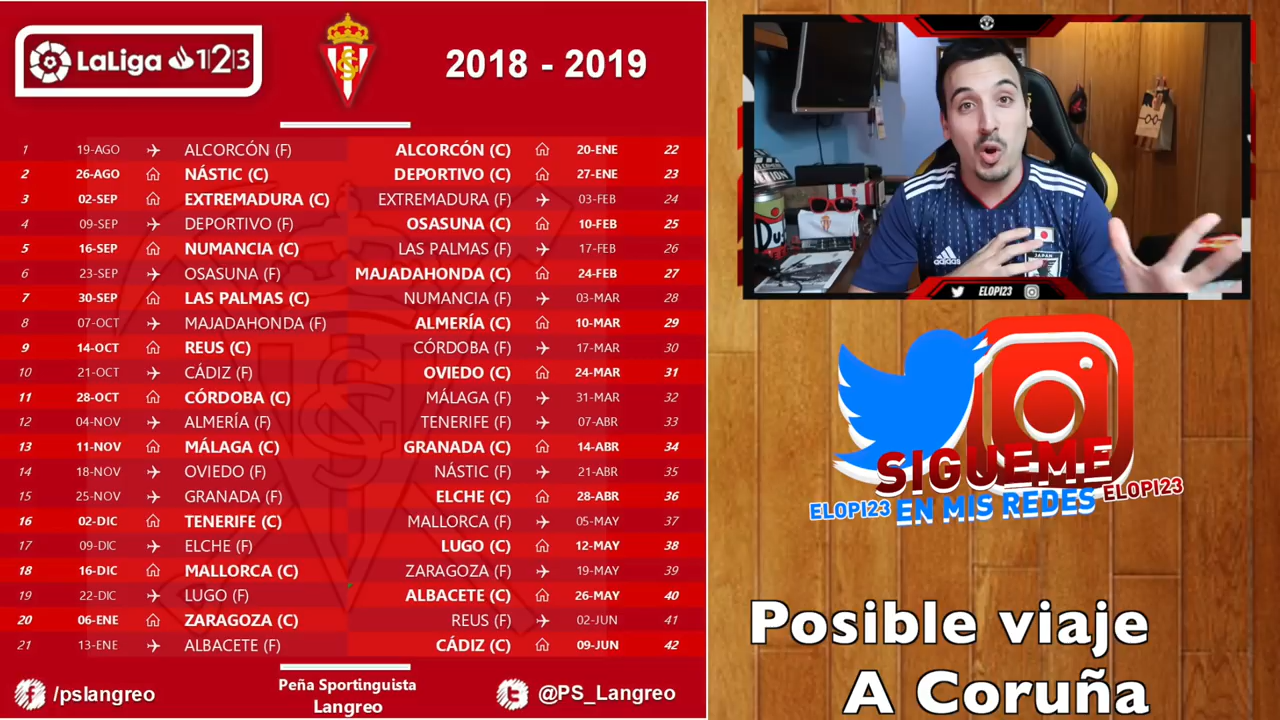 LaLiga 1|2|3
2018 - 2019
1 19-AGO ALCORCÓN (F) ALCORCÓN (C) 20-ENE 22
2 26-AGO NÁSTIC (C) DEPORTIVO (C) 27-ENE 23
3 02-SEP EXTREMADURA (C) EXTREMADURA (F) 03-FEB 24
4 09-SEP DEPORTIVO (F) OSASUNA (C) 10-FEB 25
5 16-SEP NUMANCIA (C) LAS PALMAS (F) 17-FEB 26
6 23-SEP OSASUNA (F) MAJADAHONDA (C) 24-FEB 27
7 30-SEP LAS PALMAS (C) NUMANCIA (F) 03-MAR 28
8 07-OCT MAJADAHONDA (F) ALMERÍA (C) 10-MAR 29
9 14-OCT REUS (C) CÓRDOBA (F) 17-MAR 30
10 21-OCT CÁDIZ (F) OVIEDO (C) 24-MAR 31
11 28-OCT CÓRDOBA (C) MÁLAGA (F) 31-MAR 32
12 04-NOV ALMERÍA (F) TENERIFE (F) 07-ABR 33
13 11-NOV MÁLAGA (C) GRANADA (C) 14-ABR 34
14 18-NOV OVIEDO (F) NÁSTIC (F) 21-ABR 35
15 25-NOV GRANADA (F) ELCHE (C) 28-ABR 36
16 02-DIC TENERIFE (C) MALLORCA (F) 05-MAY 37
17 09-DIC ELCHE (F) LUGO (C) 12-MAY 38
18 16-DIC MALLORCA (C) ZARAGOZA (F) 19-MAY 39
19 22-DIC LUGO (F) ALBACETE (C) 26-MAY 40
20 06-ENE ZARAGOZA (C) REUS (F) 02-JUN 41
21 13-ENE ALBACETE (F) CÁDIZ (C) 09-JUN 42
/pslangreo
Peña Sportinguista
Langreo
@PS_Langreo
adidas
JAPAN
Du
ELOPI23
SIGUEME
ELOPI23 EN MIS REDES ELOPI23
Posible viaje
A Coruña